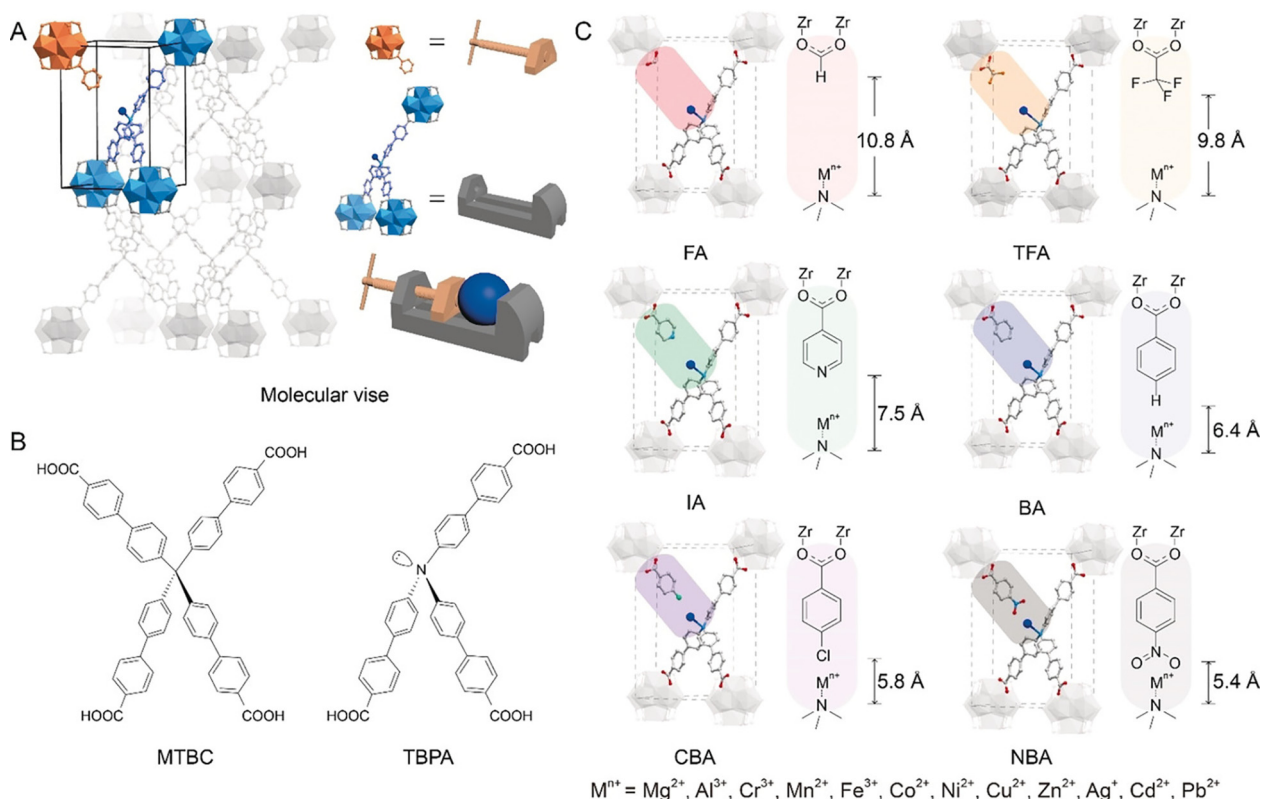 A
=
=
Molecular vise
B
HOOC
COOH
HOOC
COOH
MTBC
COOH
N
HOOC
COOH
TBPA
C
Zr Zr
O O
H
10.8 Å
Mⁿ⁺
N
FA
Zr Zr
O O
F F
F
9.8 Å
Mⁿ⁺
N
TFA
Zr Zr
O O
N
7.5 Å
Mⁿ⁺
N
IA
Zr Zr
O O
H
6.4 Å
Mⁿ⁺
N
BA
Zr Zr
O O
Cl
5.8 Å
Mⁿ⁺
N
CBA
Zr Zr
O O
N
O O
5.4 Å
Mⁿ⁺
N
NBA
Mⁿ⁺ = Mg²⁺, Al³⁺, Cr³⁺, Mn²⁺, Fe³⁺, Co²⁺, Ni²⁺, Cu²⁺, Zn²⁺, Ag⁺, Cd²⁺, Pb²⁺